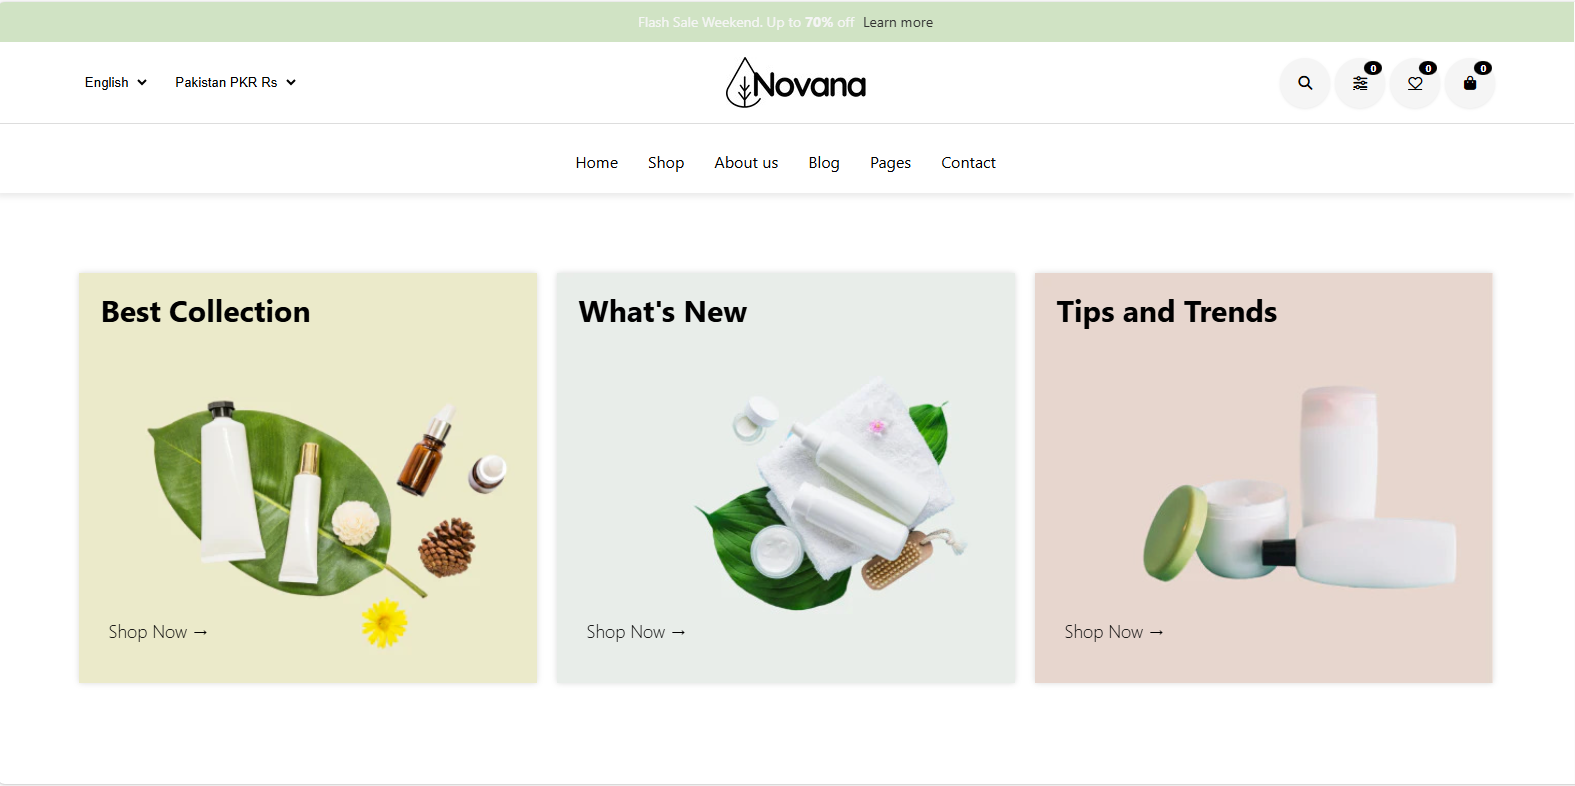 Flash Sale Weekend. Up to 70% off Learn more
English Pakistan PKR Rs Novana 0 0 0
Home Shop About us Blog Pages Contact
Best Collection What's New Tips and Trends
Shop Now → Shop Now → Shop Now →